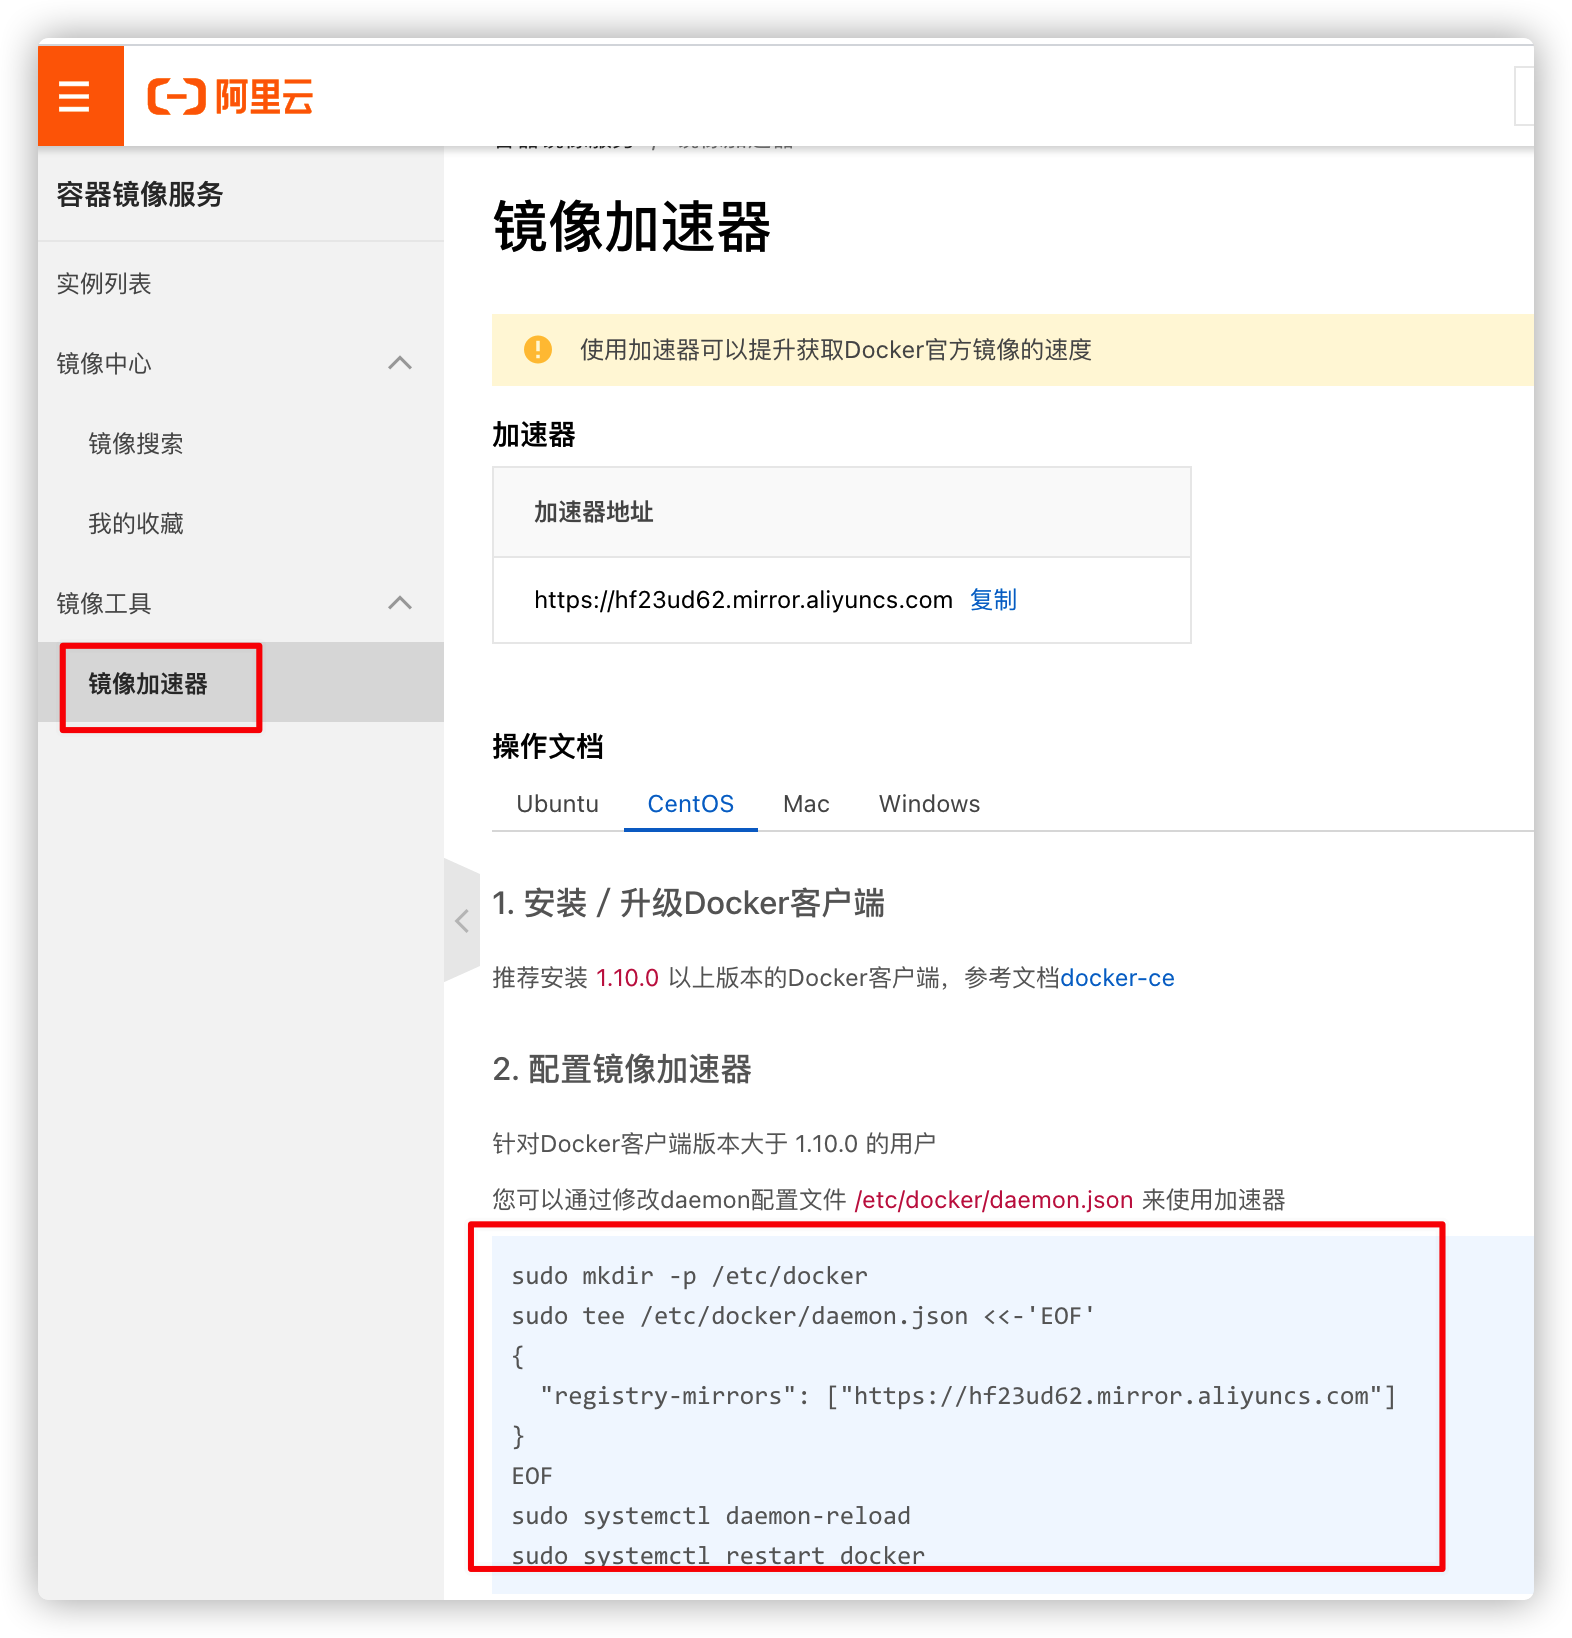 阿里云
容器镜像服务
实例列表
镜像中心
镜像搜索
我的收藏
镜像工具
镜像加速器
镜像加速器
使用加速器可以提升获取Docker官方镜像的速度
加速器
加速器地址
https://hf23ud62.mirror.aliyuncs.com 复制
操作文档
Ubuntu CentOS Mac Windows
1. 安装 / 升级Docker客户端
推荐安装 1.10.0 以上版本的Docker客户端，参考文档docker-ce
2. 配置镜像加速器
针对Docker客户端版本大于 1.10.0 的用户
您可以通过修改daemon配置文件 /etc/docker/daemon.json 来使用加速器
sudo mkdir -p /etc/docker
sudo tee /etc/docker/daemon.json <<-'EOF'
{
  "registry-mirrors": ["https://hf23ud62.mirror.aliyuncs.com"]
}
EOF
sudo systemctl daemon-reload
sudo systemctl restart docker